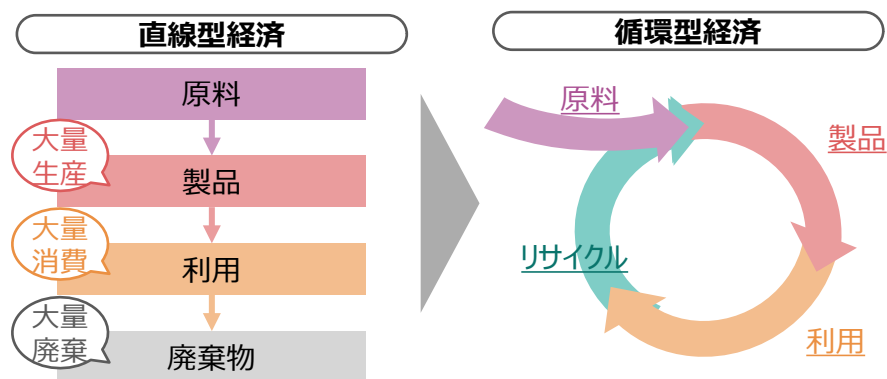 直線型経済
原料
大量
生産
製品
大量
消費
利用
大量
廃棄
廃棄物
循環型経済
原料
製品
リサイクル
利用